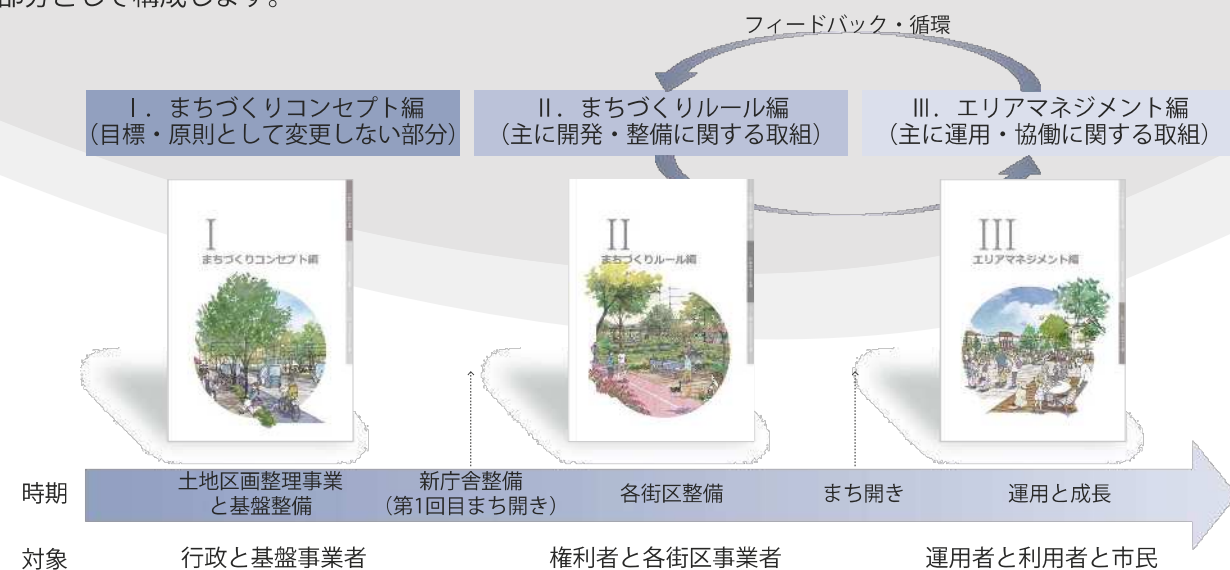 部分として構成します。
フィードバック・循環
Ⅰ．まちづくりコンセプト編
（目標・原則として変更しない部分）
Ⅱ．まちづくりルール編
（主に開発・整備に関する取組）
Ⅲ．エリアマネジメント編
（主に運用・協働に関する取組）
Ⅰ
まちづくりコンセプト編
Ⅱ
まちづくりルール編
Ⅲ
エリアマネジメント編
時期
土地区画整理事業
と基盤整備
新庁舎整備
（第1回目まち開き）
各街区整備
まち開き
運用と成長
対象
行政と基盤事業者
権利者と各街区事業者
運用者と利用者と市民